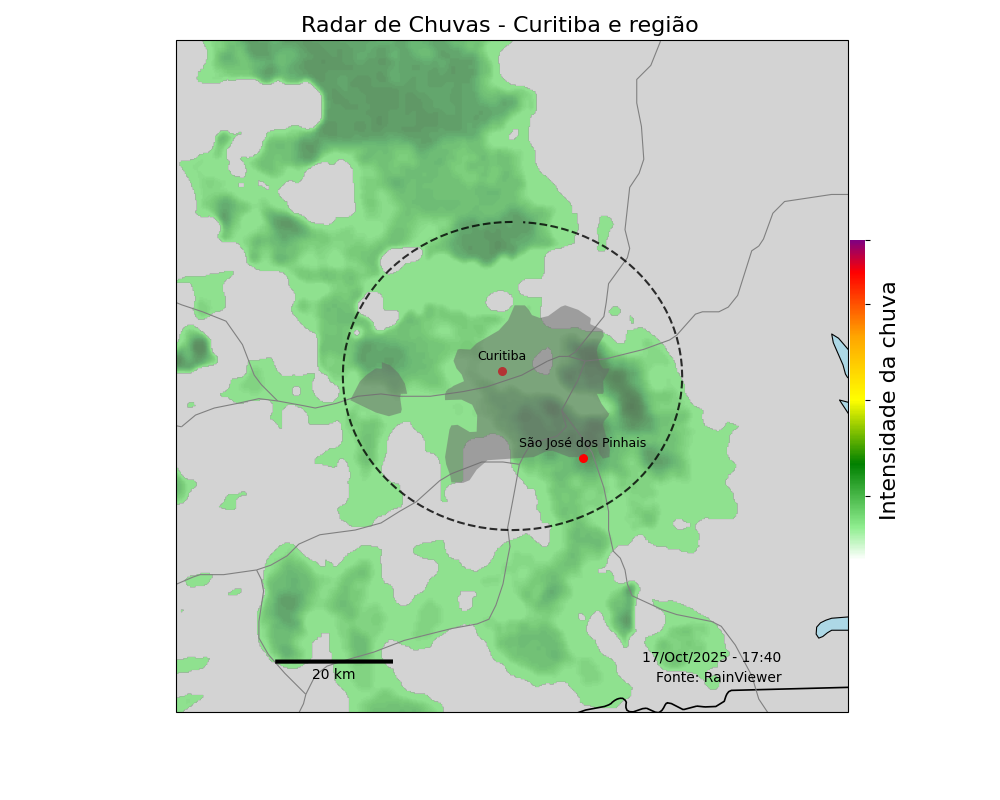 Radar de Chuvas - Curitiba e região
Curitiba
São José dos Pinhais
Intensidade da chuva
17/Oct/2025 - 17:40
Fonte: RainViewer
20 km